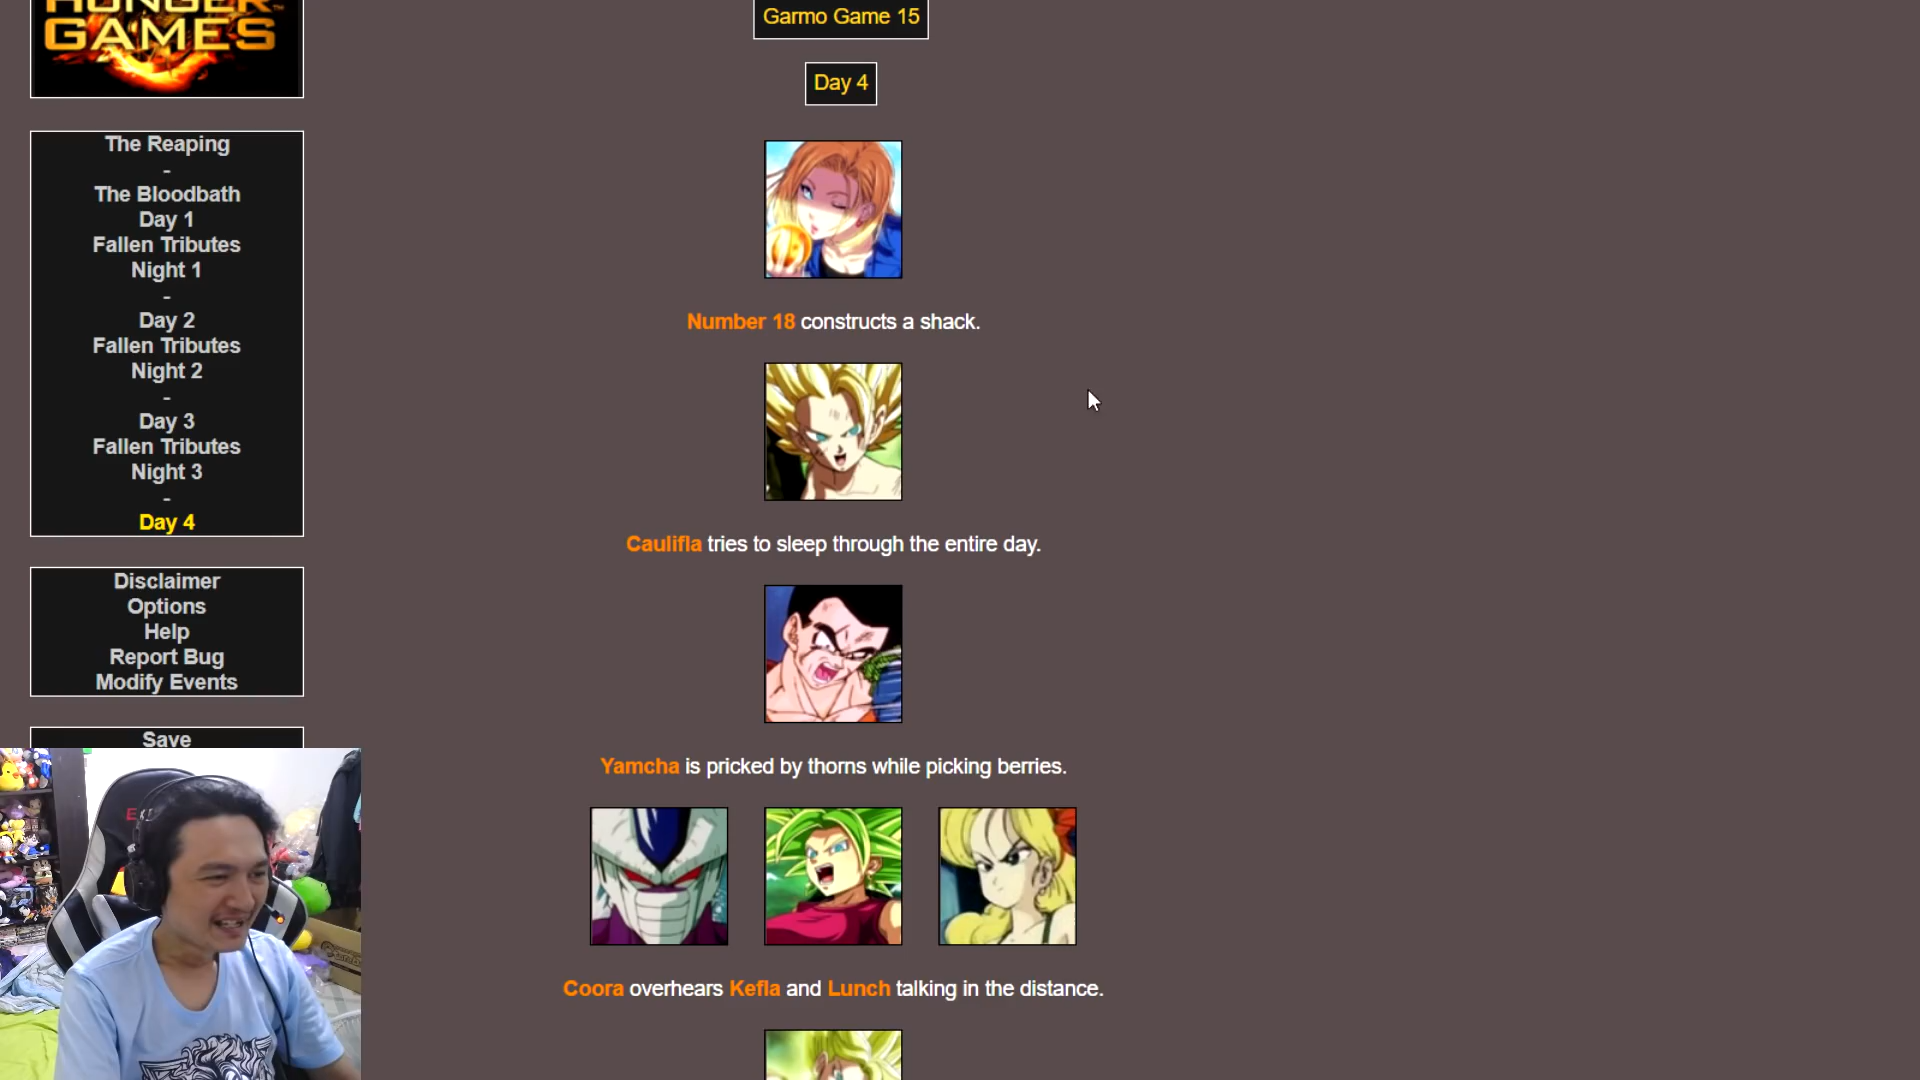 HUNGER
GAMES
Garmo Game 15
Day 4
The Reaping
-
The Bloodbath
Day 1
Fallen Tributes
Night 1
-
Day 2
Fallen Tributes
Night 2
-
Day 3
Fallen Tributes
Night 3
-
Day 4
Disclaimer
Options
Help
Report Bug
Modify Events
Save
Number 18 constructs a shack.
Caulifla tries to sleep through the entire day.
Yamcha is pricked by thorns while picking berries.
Coora overhears Kefla and Lunch talking in the distance.